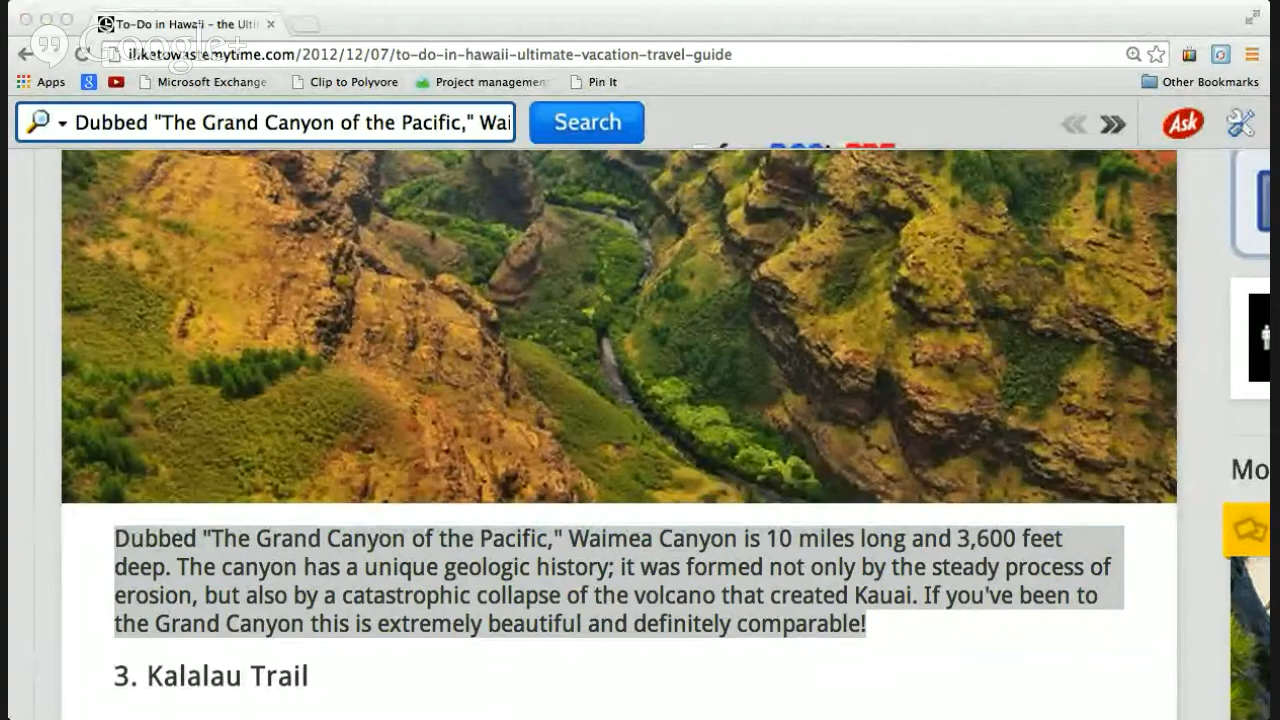 To-Do in Hawaii - the Ulti
Google+
iliketowastemytime.com/2012/12/07/to-do-in-hawaii-ultimate-vacation-travel-guide
Apps
Microsoft Exchange
Clip to Polyvore
Project managemen
Pin It
Other Bookmarks
Dubbed "The Grand Canyon of the Pacific," Wai
Search
Ask
Dubbed "The Grand Canyon of the Pacific," Waimea Canyon is 10 miles long and 3,600 feet
deep. The canyon has a unique geologic history; it was formed not only by the steady process of
erosion, but also by a catastrophic collapse of the volcano that created Kauai. If you've been to
the Grand Canyon this is extremely beautiful and definitely comparable!
Mo
3. Kalalau Trail